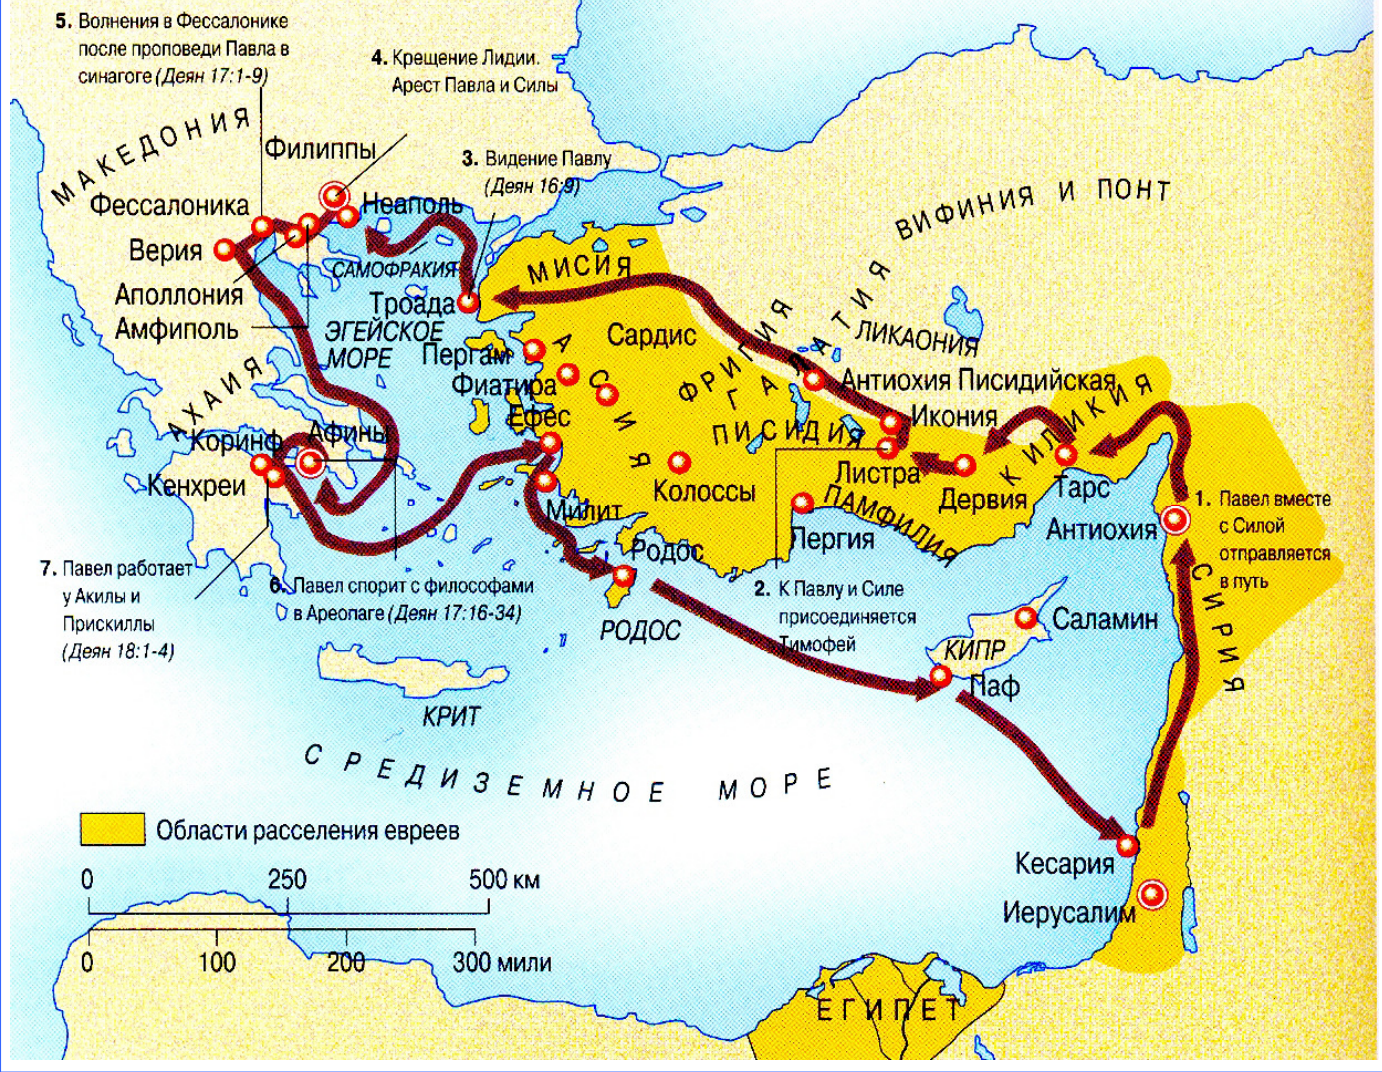 5. Волнения в Фессалонике
после проповеди Павла в
синагоге (Деян 17:1-9)
4. Крещение Лидии.
Арест Павла и Силы
МАКЕДОНИЯ
Филиппы
3. Видение Павлу
(Деян 16:9)
Фессалоника
Неаполь
ВИФИНИЯ И ПОНТ
Верия
САМОФРАКИЯ
МИСИЯ
Аполлония
Троада
Амфиполь
ЭГЕЙСКОЕ
МОРЕ
Сардис
ФРИГИЯ
ГАЛАТИЯ
ЛИКАОНИЯ
Пергам
АСИЯ
Фиатира
Антиохия Писидийская
АХАИЯ
Ефес
Икония
КИЛИКИЯ
Коринф
Афины
ПИСИДИЯ
Листра
Кенхреи
Колоссы
Дервия
Тарс
Милит
ПАМФИЛИЯ
Пергия
Антиохия
1. Павел вместе
с Силой
отправляется
в путь
Родос
СИРИЯ
7. Павел работает
у Акилы и
Прискиллы
(Деян 18:1-4)
6. Павел спорит с философами
в Ареопаге (Деян 17:16-34)
2. К Павлу и Силе
присоединяется
Тимофей
РОДОС
Саламин
КИПР
Паф
КРИТ
СРЕДИЗЕМНОЕ МОРЕ
Области расселения евреев
Кесария
0 250 500 км
Иерусалим
0 100 200 300 мили
ЕГИПЕТ